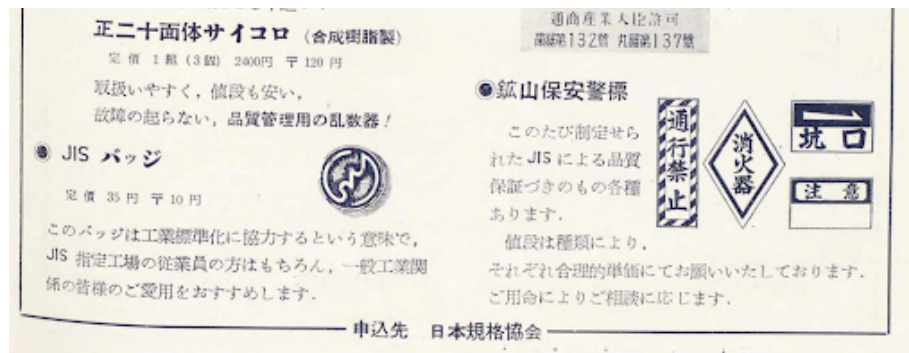 正二十面体サイコロ (合成樹脂製)
定価 1組 (3個) 2400円 〒120円
取扱いやすく，値段も安い，
故障の起らない，品質管理用の乱数器！
◉ JIS バッジ
定価 35円 〒10円
このバッジは工業標準化に協力するという意味で，
JIS 指定工場の従業員の方はもちろん，一般工業関
係の皆様のご愛用をおすすめします．
通商産業大臣許可
第132號 第137號
◉鉱山保安警標
このたび制定せら
れた JIS による品質
保証づきのもの各種
あります．
値段は種類により，
それぞれ合理的単価にてお願いいたしております．
ご用命によりご相談に応じます．
通行禁止
消火器
坑口
注意
申込先 日本規格協会